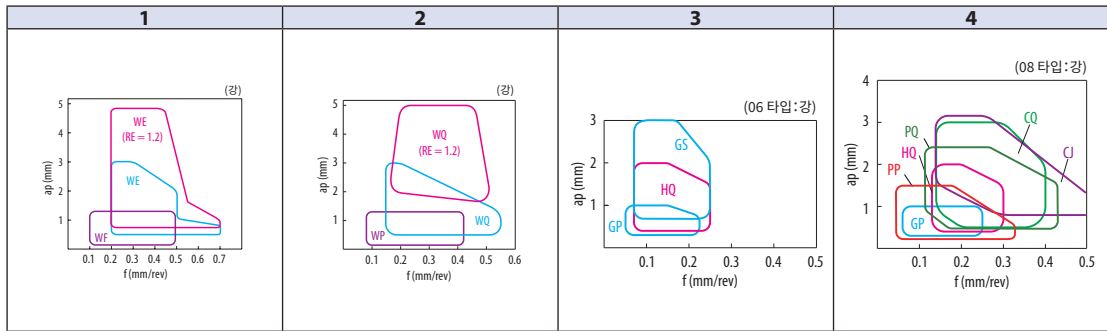 1
2
3
4
(강)
5
4
3
2
1
ap (mm)
WE
(RE = 1.2)
WE
WF
0.1 0.2 0.3 0.4 0.5 0.6 0.7
f (mm/rev)
(강)
5
4
3
2
1
ap (mm)
WQ
(RE = 1.2)
WQ
WP
0.1 0.2 0.3 0.4 0.5 0.6
f (mm/rev)
(06 타입:강)
3
2
1
ap (mm)
GS
HQ
GP
0.1 0.2 0.3 0.4 0.5
f (mm/rev)
(08 타입:강)
4
3
2
1
ap (mm)
CQ
PQ
HQ
CJ
PP
GP
0.1 0.2 0.3 0.4 0.5
f (mm/rev)